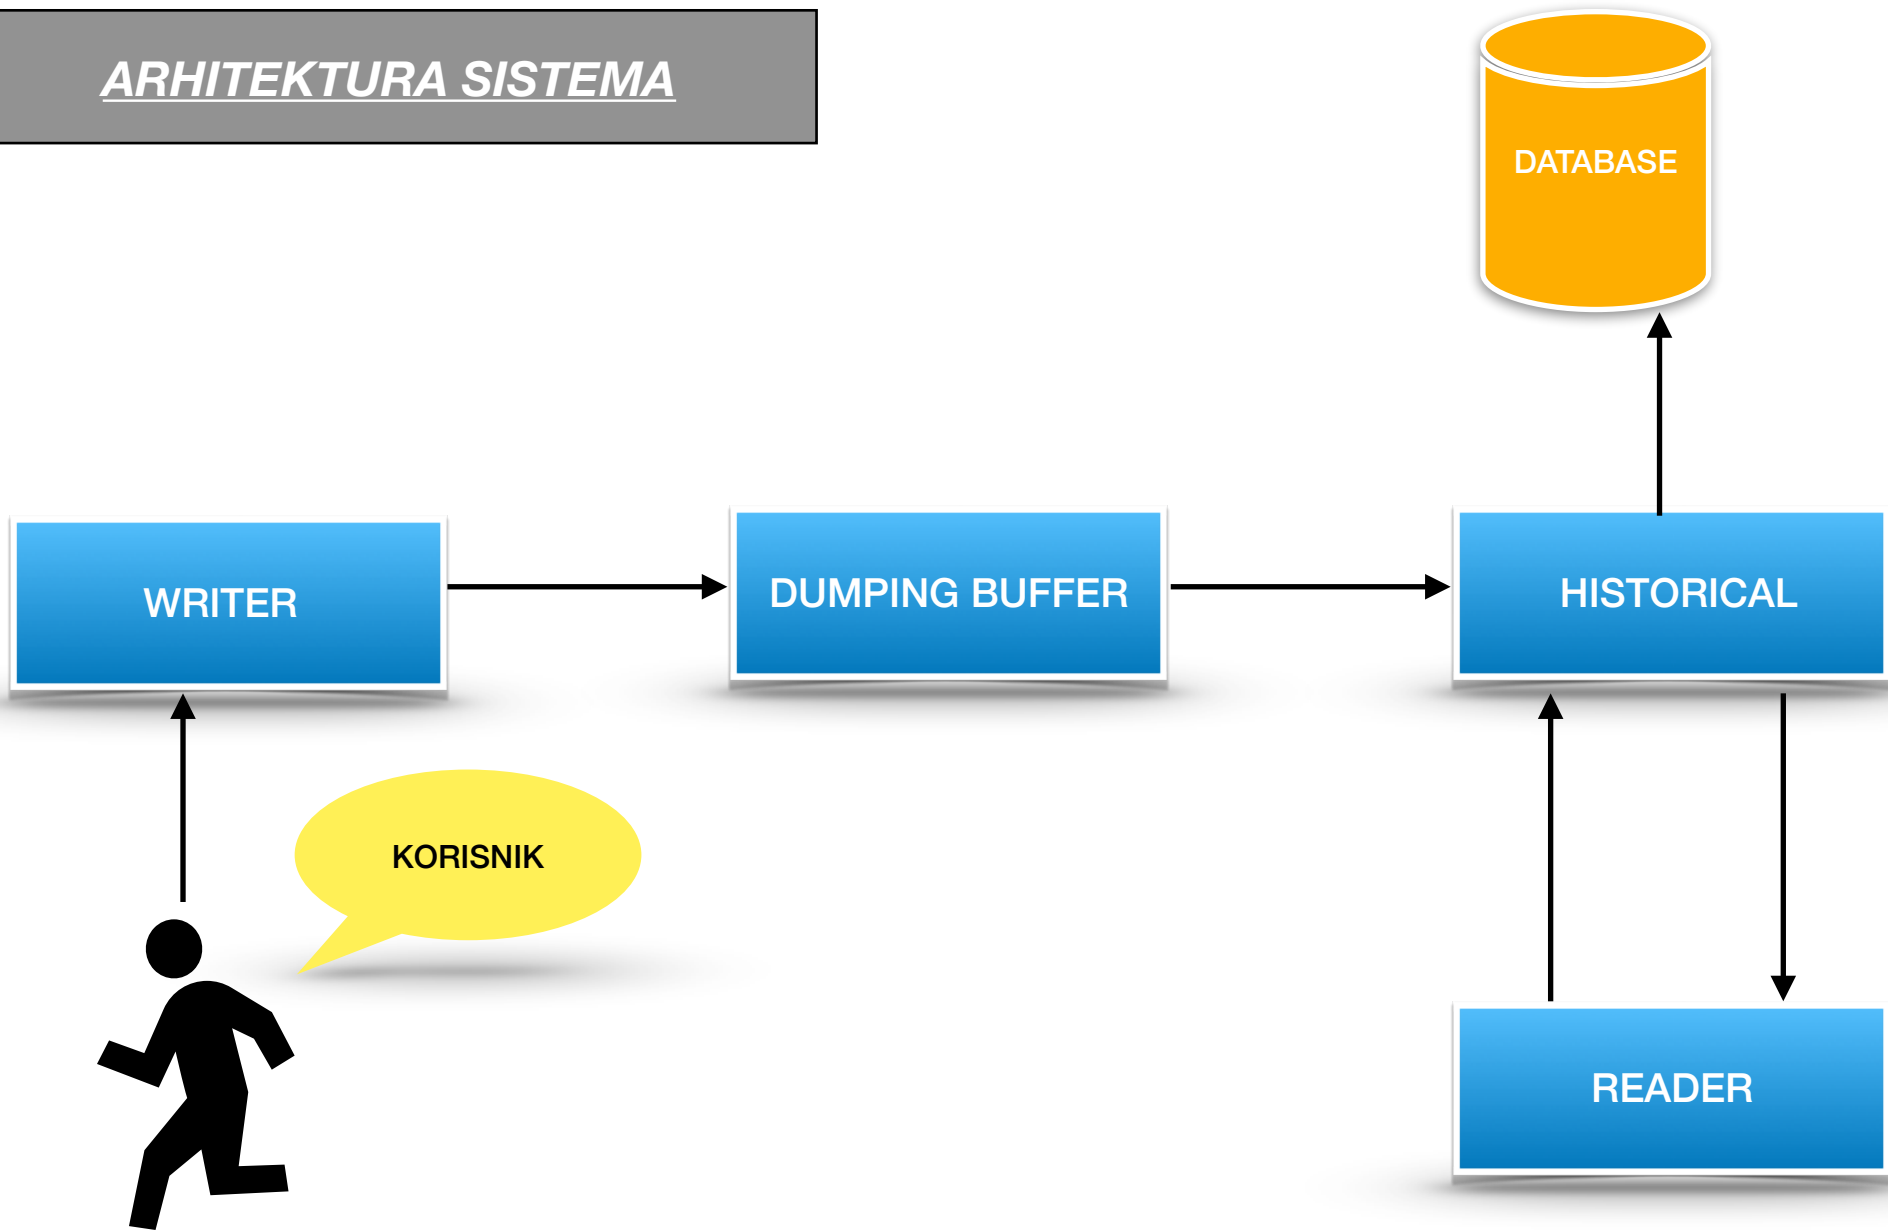 ARHITEKTURA SISTEMA
DATABASE
WRITER
DUMPING BUFFER
HISTORICAL
KORISNIK
READER